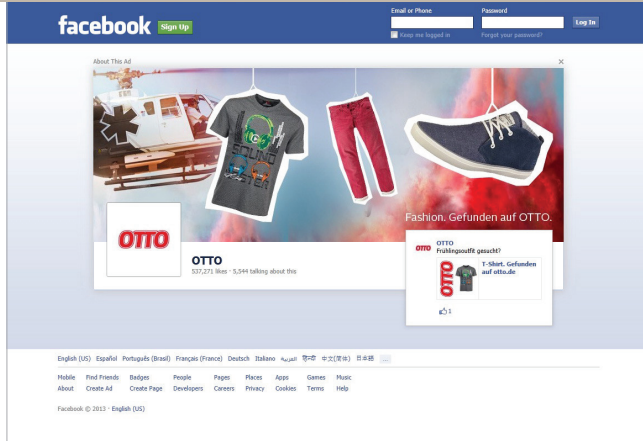 Email or Phone
Password
facebook
Sign Up
Log In
Keep me logged in
Forgot your password?
About This Ad
SOUND
Fashion. Gefunden auf OTTO.
OTTO
OTTO
537,271 likes · 5,544 talking about this
OTTO
OTTO
Frühlingsoutfit gesucht?
OTTO
T-Shirt. Gefunden
auf otto.de
1
English (US) Español Português (Brasil) Français (France) Deutsch Italiano العربية हिन्दी 中文(简体) 日本語 ...
Mobile Find Friends Badges People Pages Places Apps Games Music
About Create Ad Create Page Developers Careers Privacy Cookies Terms Help
Facebook © 2013 · English (US)